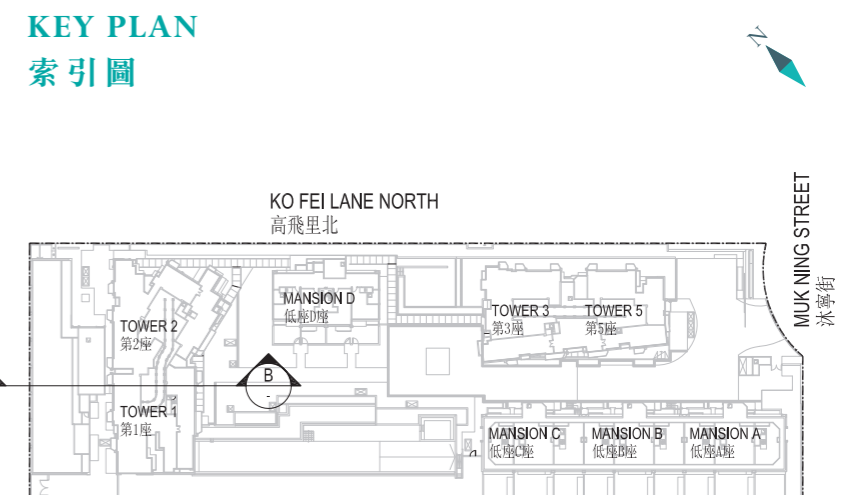 KEY PLAN
索引圖
N
KO FEI LANE NORTH
高飛里北
MUK NING STREET
沐寧街
MANSION D
低座D座
TOWER 2
第2座
TOWER 3
第3座
TOWER 5
第5座
B
-
TOWER 1
第1座
MANSION C
低座C座
MANSION B
低座B座
MANSION A
低座A座